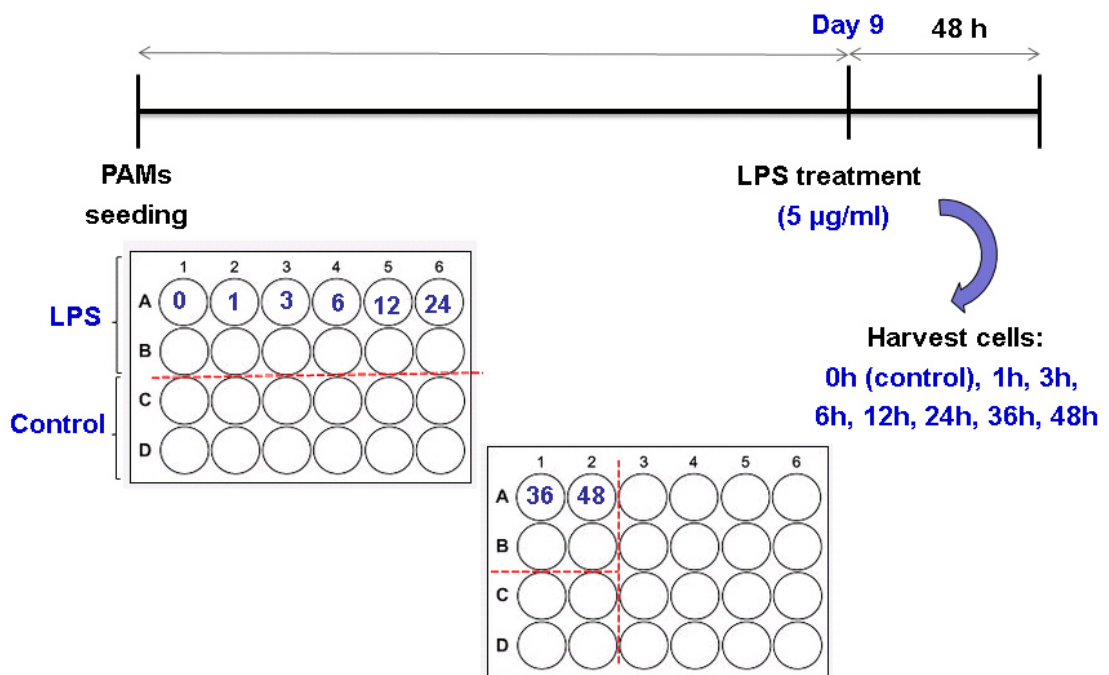 Day 9
48 h
PAMs
seeding
LPS treatment
(5 µg/ml)
Harvest cells:
0h (control), 1h, 3h,
6h, 12h, 24h, 36h, 48h
LPS
Control
1 2 3 4 5 6
A 0 1 3 6 12 24
B
C
D
1 2 3 4 5 6
A 36 48
B
C
D